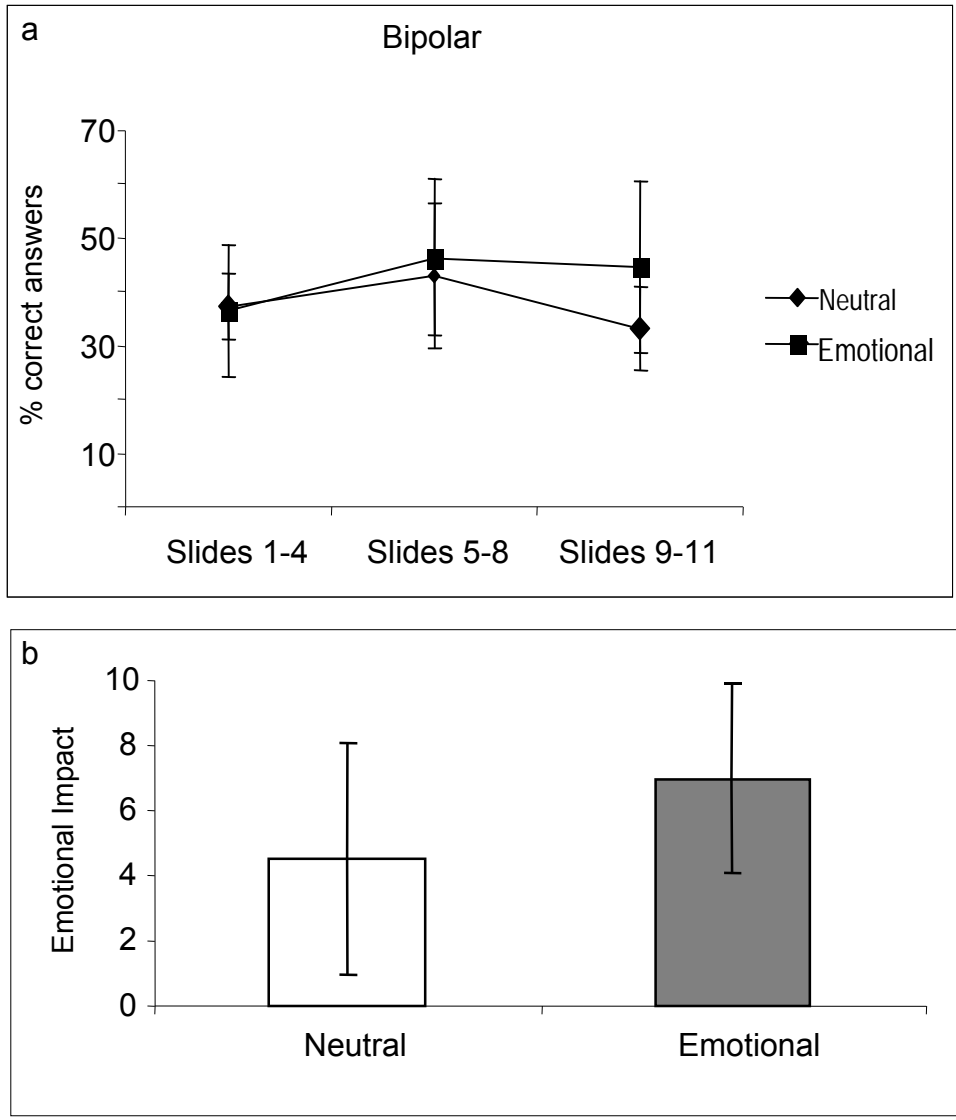 a
Bipolar
70
50
30
10
% correct answers
Slides 1-4
Slides 5-8
Slides 9-11
Neutral
Emotional
b
10
8
6
4
2
0
Emotional Impact
Neutral
Emotional